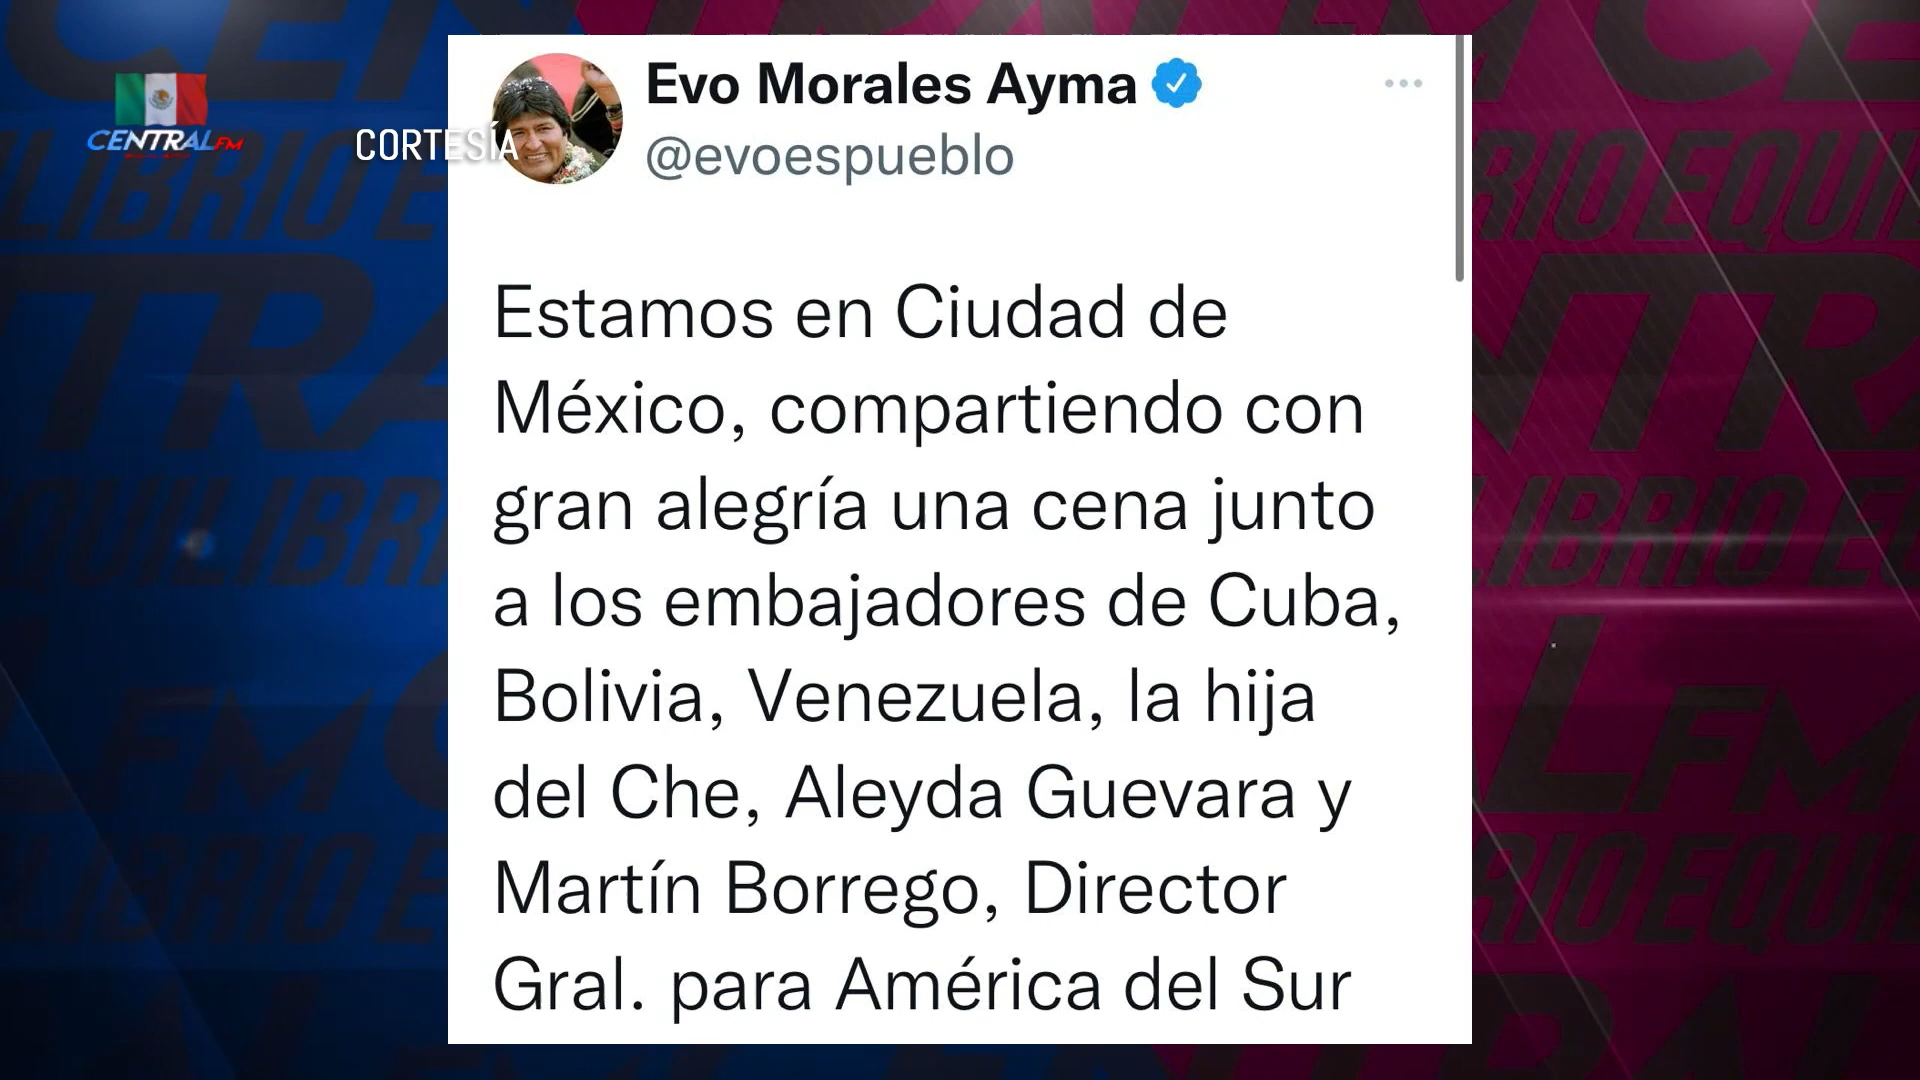 CENTRAL FM
CORTESÍA
Evo Morales Ayma
@evoespueblo
Estamos en Ciudad de
México, compartiendo con
gran alegría una cena junto
a los embajadores de Cuba,
Bolivia, Venezuela, la hija
del Che, Aleyda Guevara y
Martín Borrego, Director
Gral. para América del Sur